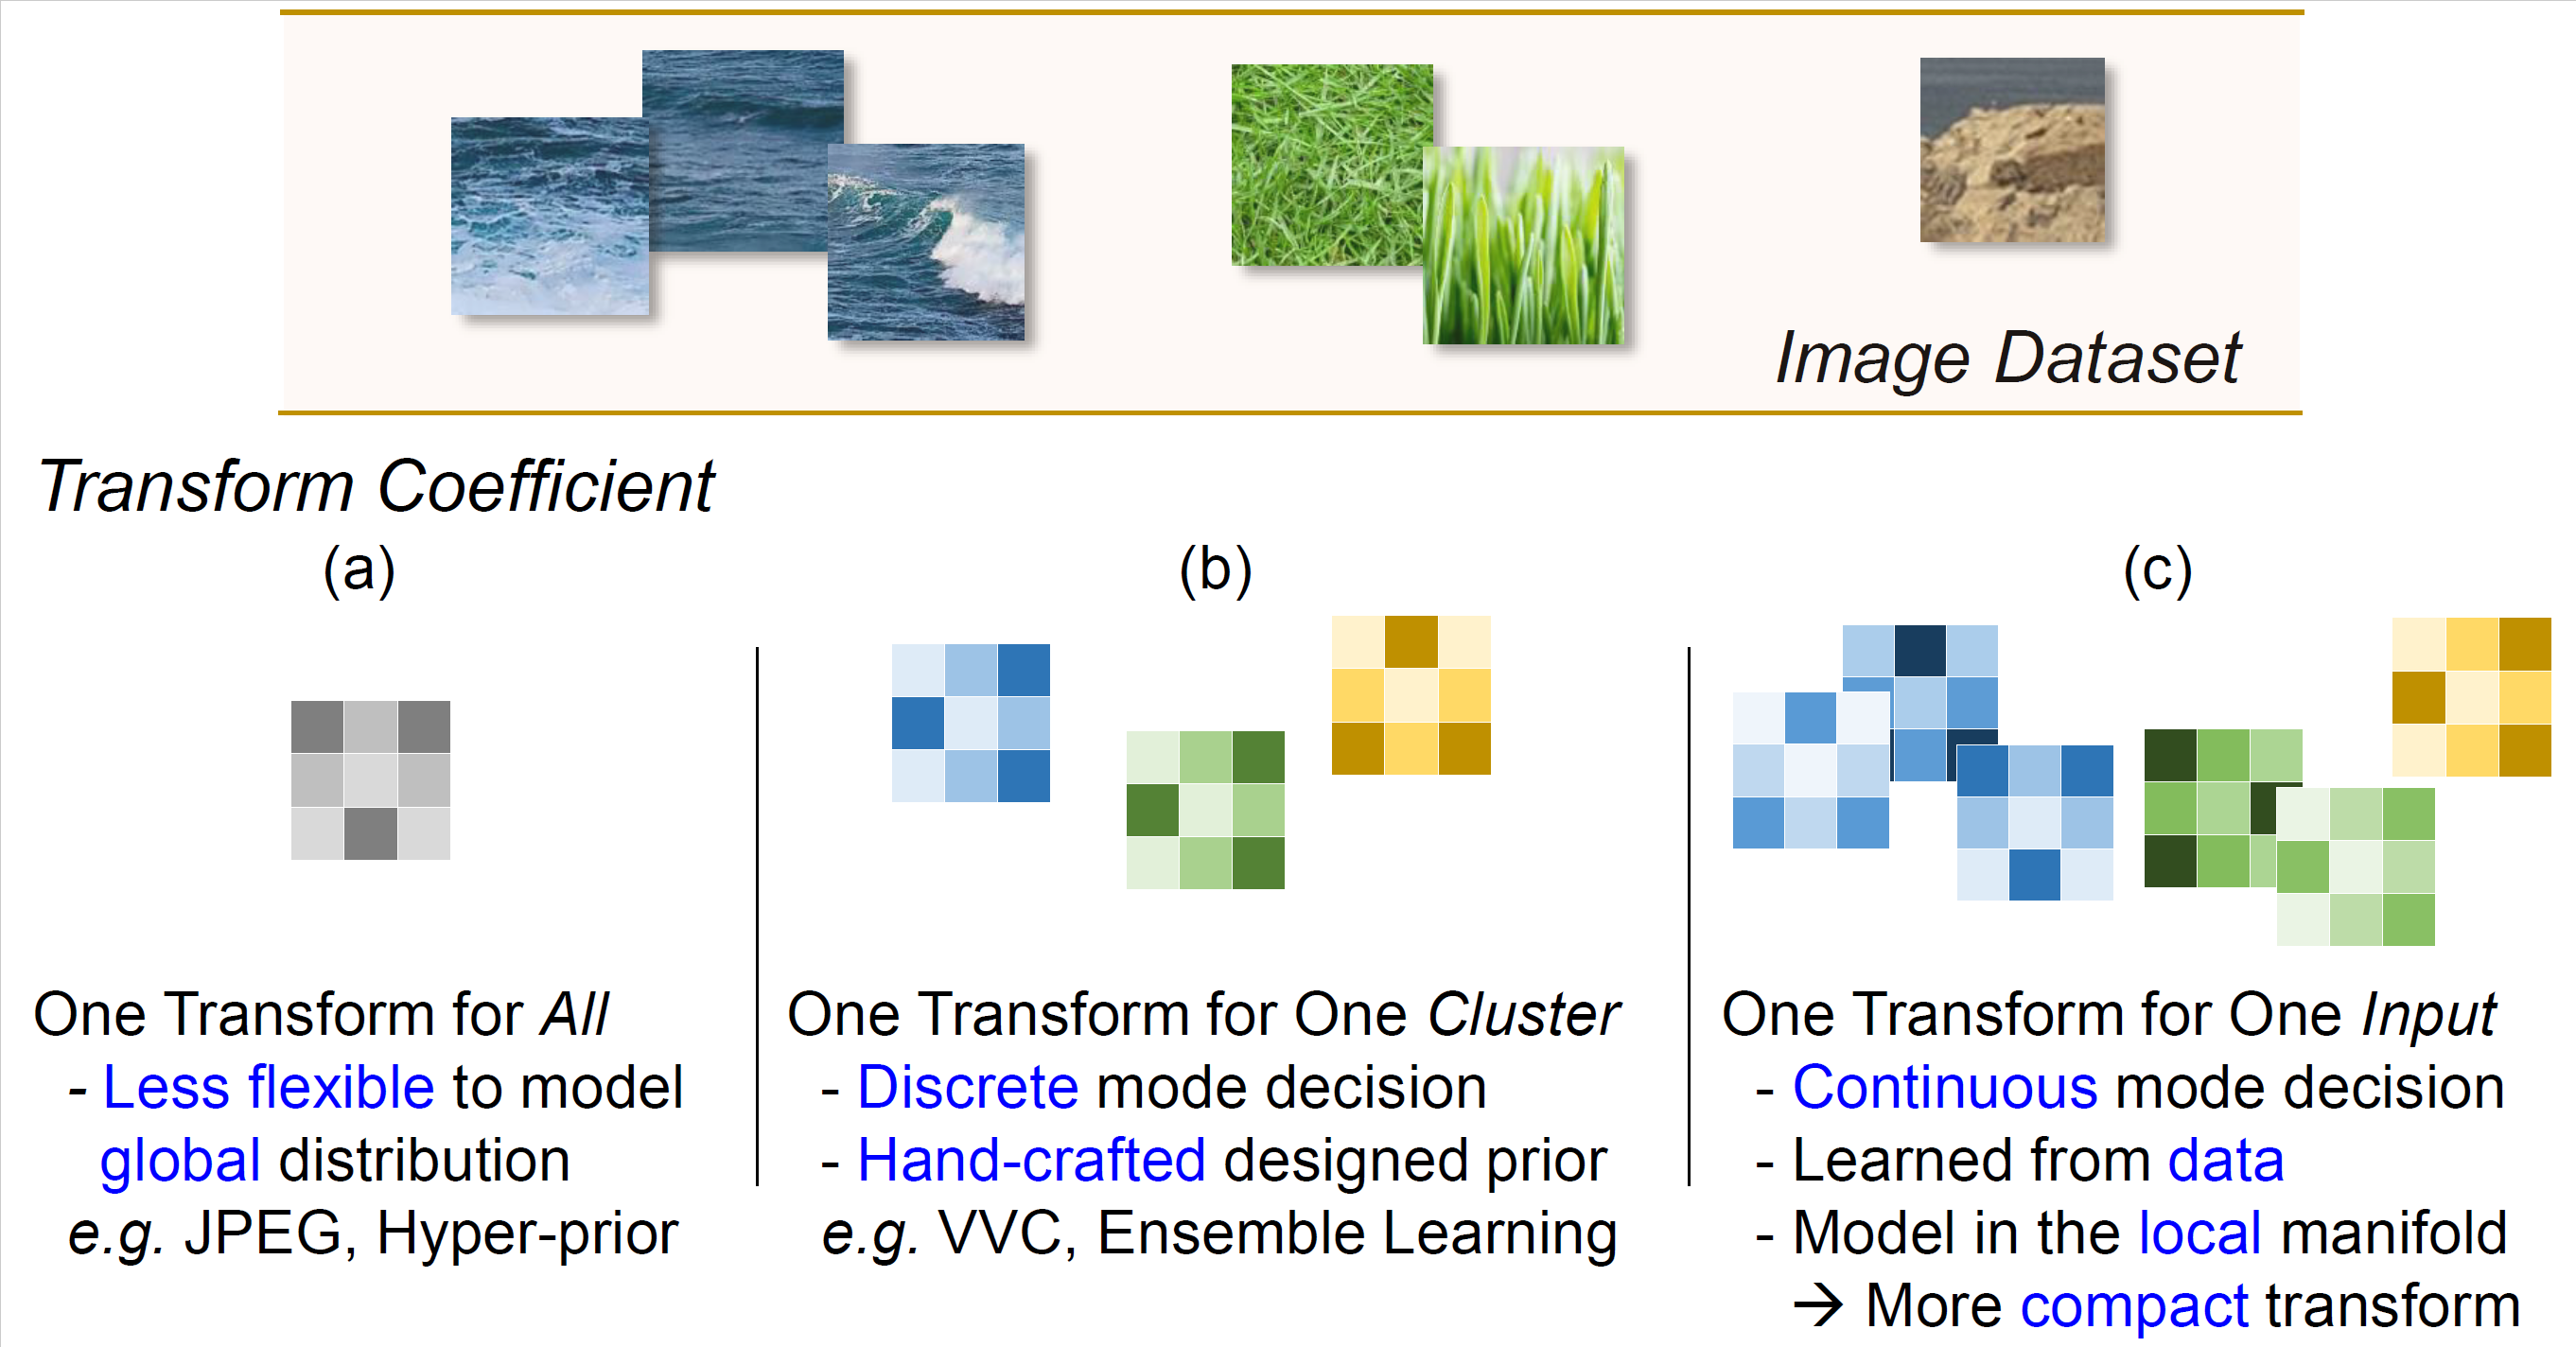 Image Dataset
Transform Coefficient
(a)
(b)
(c)
One Transform for All
- Less flexible to model
global distribution
e.g. JPEG, Hyper-prior
One Transform for One Cluster
- Discrete mode decision
- Hand-crafted designed prior
e.g. VVC, Ensemble Learning
One Transform for One Input
- Continuous mode decision
- Learned from data
- Model in the local manifold
→ More compact transform